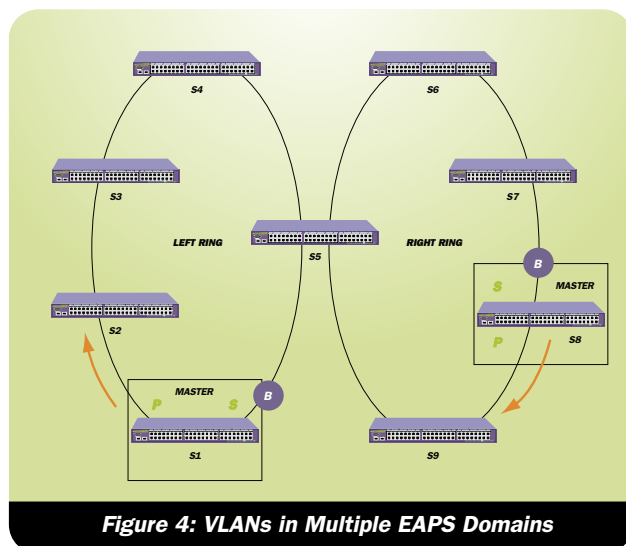 S4
S6
S3
S7
LEFT RING
S5
RIGHT RING
B
S
MASTER
S8
P
S2
MASTER
P
S
B
S1
S9
Figure 4: VLANs in Multiple EAPS Domains